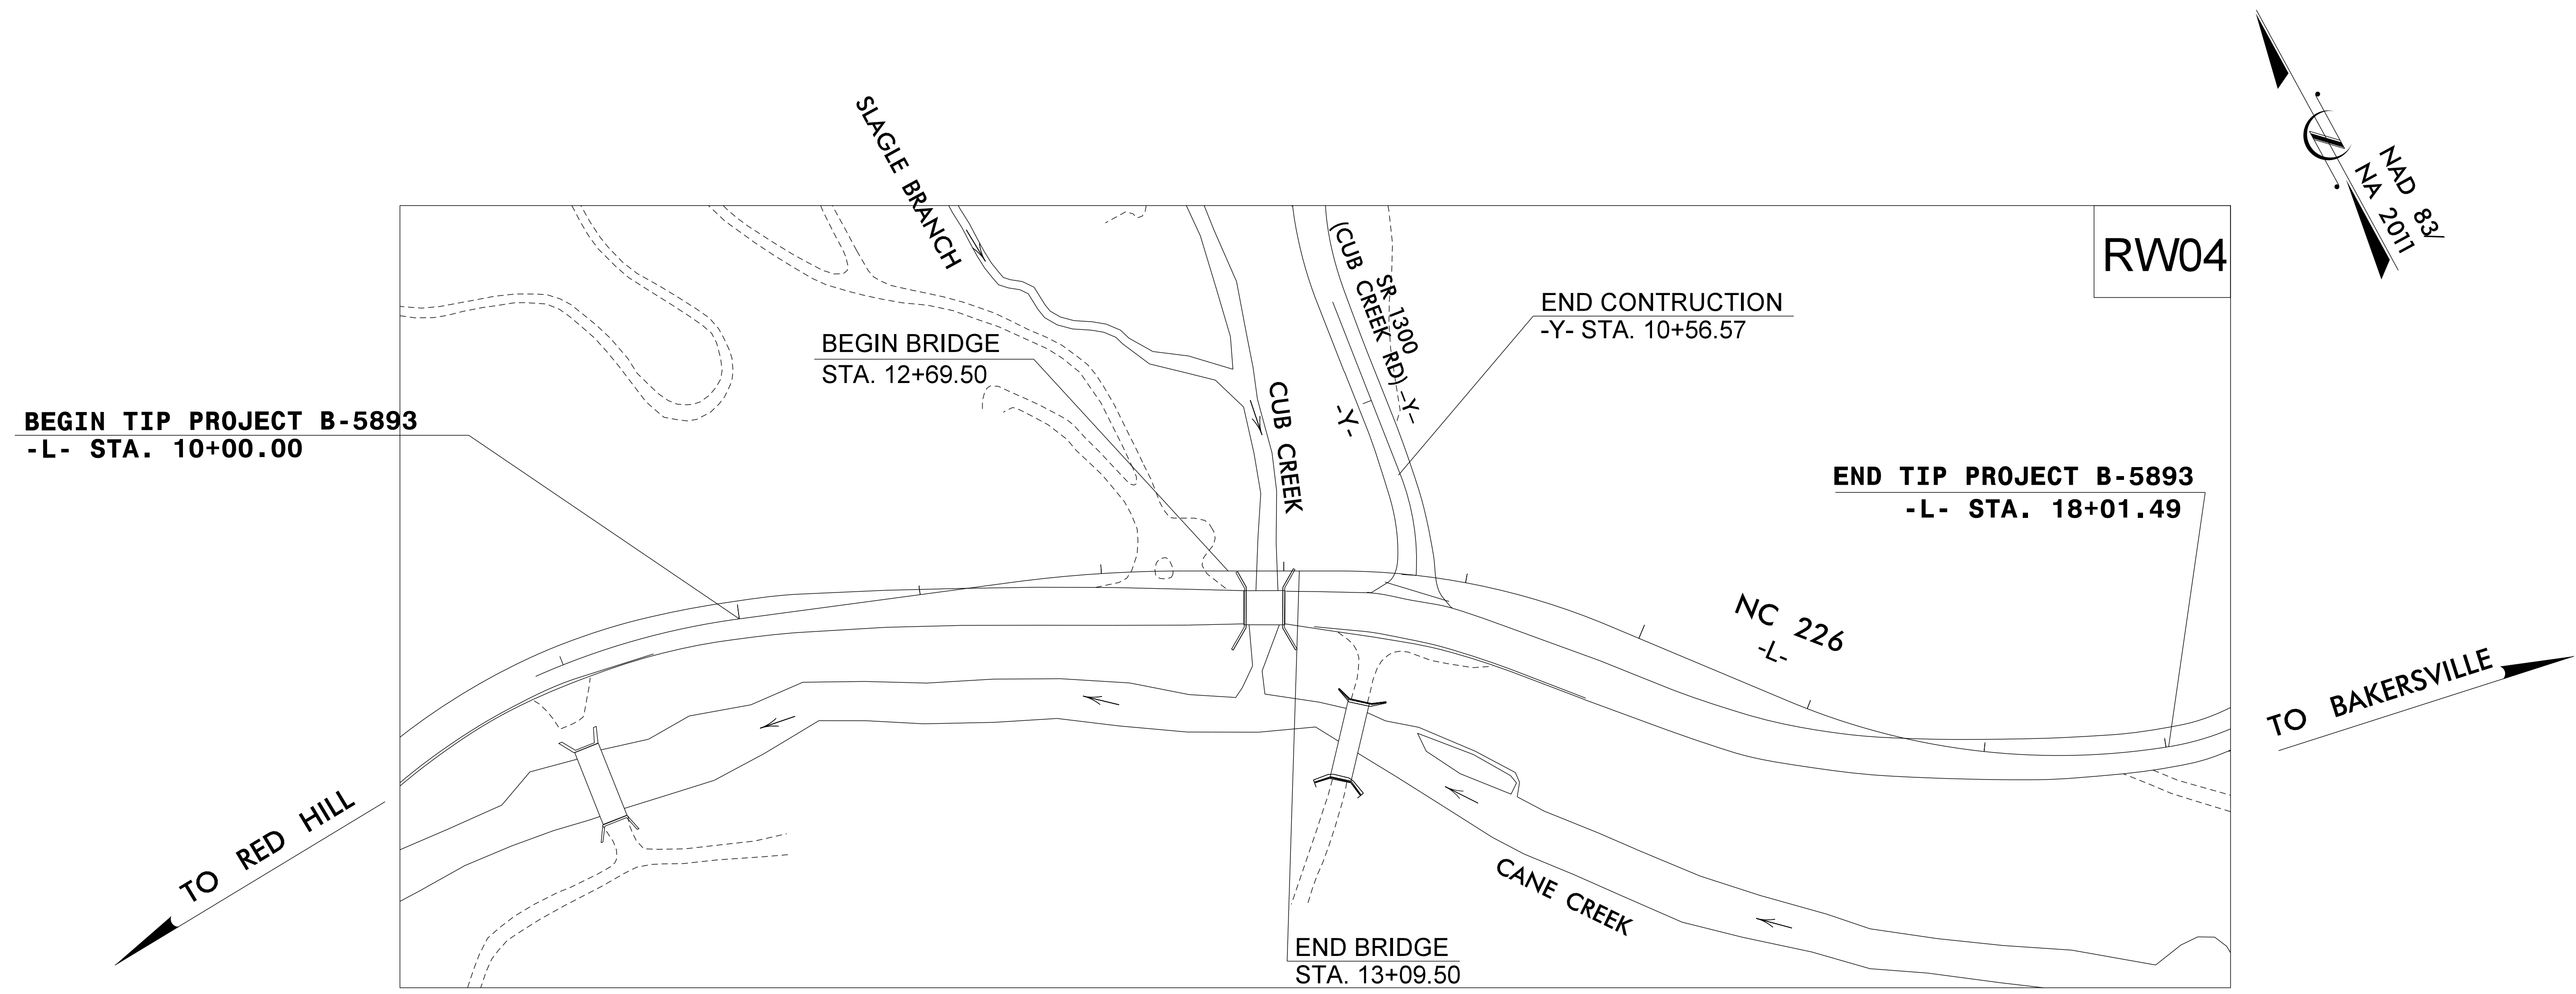 SLAGLE BRANCH
NAD 83/
NA 2011
RW04
(CUB CREEK RD) -Y-
SR 1300
END CONTRUCTION
-Y- STA. 10+56.57
BEGIN BRIDGE
STA. 12+69.50
CUB CREEK
-Y-
BEGIN TIP PROJECT B-5893
-L- STA. 10+00.00
END TIP PROJECT B-5893
-L- STA. 18+01.49
NC 226
-L-
TO BAKERSVILLE
TO RED HILL
CANE CREEK
END BRIDGE
STA. 13+09.50